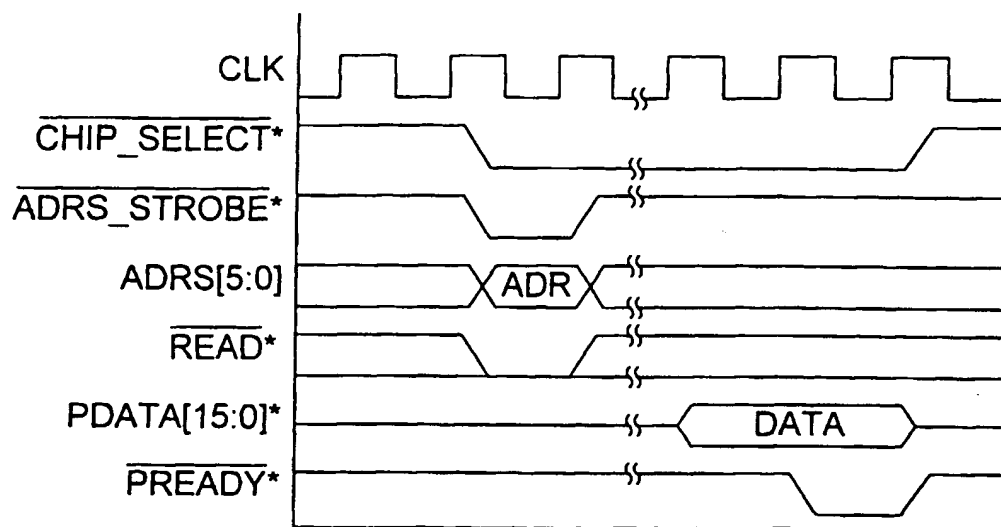 CLK
CHIP_SELECT*
ADRS_STROBE*
ADRS[5:0]
ADR
READ*
PDATA[15:0]*
DATA
PREADY*